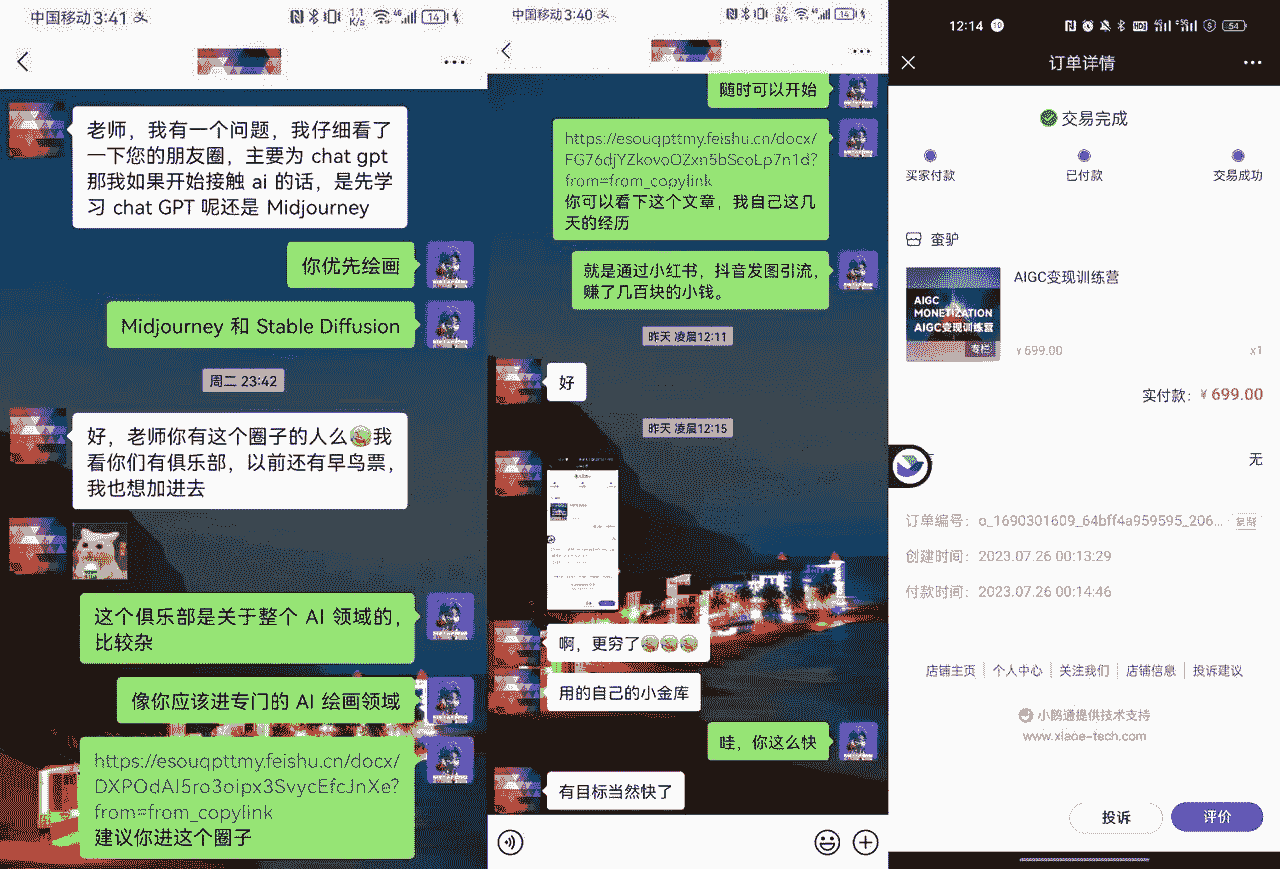 中国移动 3:41
1.1
K/s
4G
14
老师，我有一个问题，我仔细看了
一下您的朋友圈，主要为 chat gpt
那我如果开始接触 ai 的话，是先学
习 chat GPT 呢还是 Midjourney
你优先绘画
Midjourney 和 Stable Diffusion
周二 23:42
好，老师你有这个圈子的人么我
看你们有俱乐部，以前还有早鸟票，
我也想加进去
这个俱乐部是关于整个 AI 领域的，
比较杂
像你应该进专门的 AI 绘画领域
https://esouqpttmy.feishu.cn/docx/
DXPOdAI5ro3oipx3SvycEfcJnXe?
from=from_copylink
建议你进这个圈子
中国移动 3:40
32
B/s
4G
14
随时可以开始
https://esouqpttmy.feishu.cn/docx/
FG76djYZkovoOZxn5bScoLp7n1d?
from=from_copylink
你可以看下这个文章，我自己这几
天的经历
就是通过小红书，抖音发图引流，
赚了几百块的小钱。
昨天 凌晨12:11
好
昨天 凌晨12:15
啊，更穷了
用的自己的小金库
哇，你这么快
有目标当然快了
12:14 10
HD
54
订单详情
交易完成
买家付款
已付款
交易成功
蛮驴
AIGC变现训练营
AIGC
MONETIZATION
AIGC变现训练营
专栏
¥ 699.00
x1
实付款：¥ 699.00
无
订单编号：o_1690301609_64bff4a959595_206... 复制
创建时间：2023.07.26 00:13:29
付款时间：2023.07.26 00:14:46
店铺主页 个人中心 关注我们 店铺信息 投诉建议
小鹅通提供技术支持
www.xiaoe-tech.com
投诉
评价